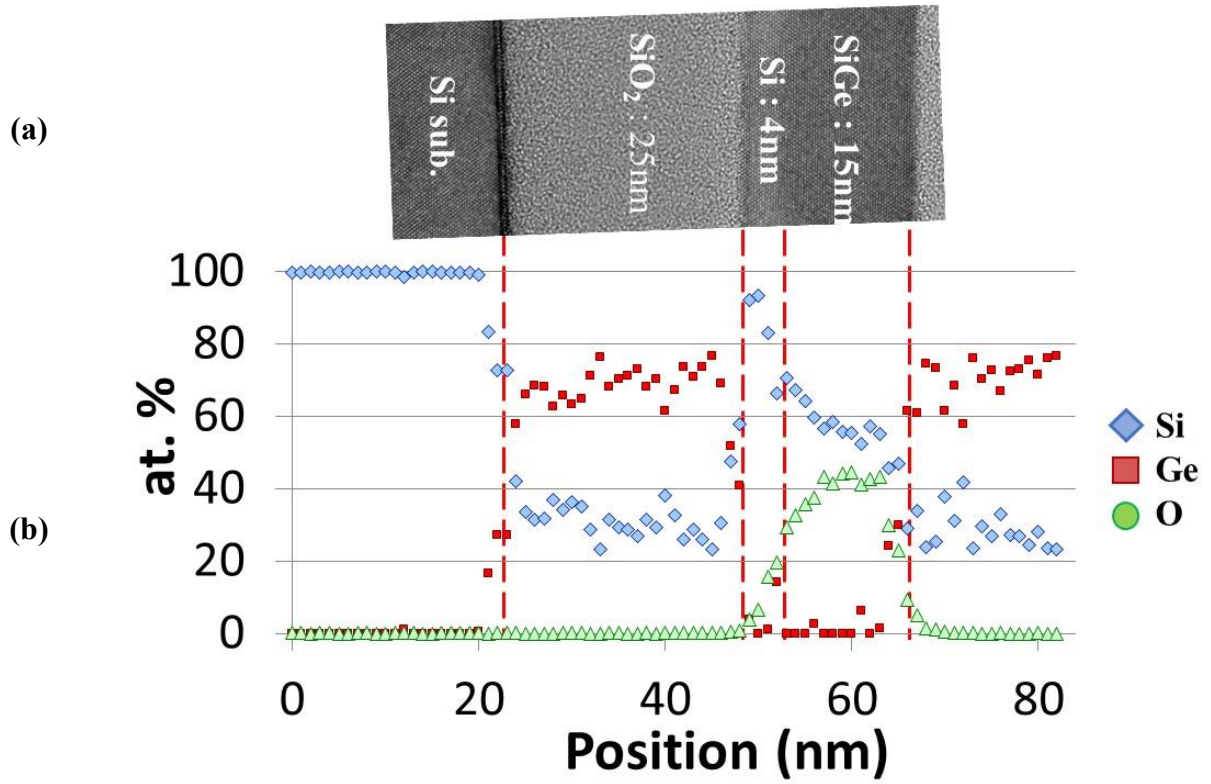 (a)
Si sub.
SiO₂ : 25nm
Si : 4nm
SiGe : 15nm
100
80
60
40
20
0
at. %
(b)
0 20 40 60 80
Position (nm)
Si
Ge
O